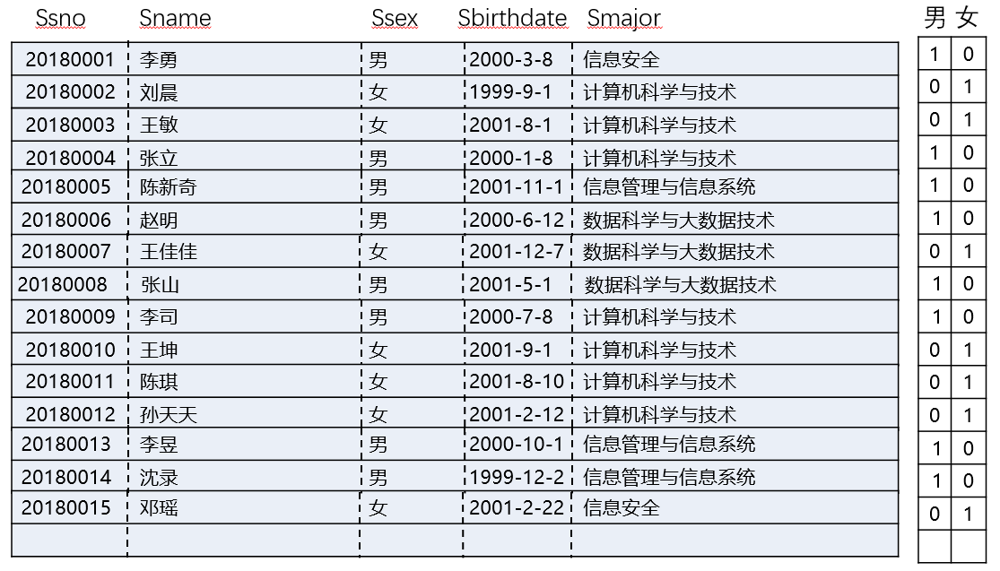 Ssno Sname Ssex Sbirthdate Smajor 男 女
20180001 李勇 男 2000-3-8 信息安全 1 0
20180002 刘晨 女 1999-9-1 计算机科学与技术 0 1
20180003 王敏 女 2001-8-1 计算机科学与技术 0 1
20180004 张立 男 2000-1-8 计算机科学与技术 1 0
20180005 陈新奇 男 2001-11-1 信息管理与信息系统 1 0
20180006 赵明 男 2000-6-12 数据科学与大数据技术 1 0
20180007 王佳佳 女 2001-12-7 数据科学与大数据技术 0 1
20180008 张山 男 2001-5-1 数据科学与大数据技术 1 0
20180009 李司 男 2000-7-8 计算机科学与技术 1 0
20180010 王坤 女 2001-9-1 计算机科学与技术 0 1
20180011 陈琪 女 2001-8-10 计算机科学与技术 0 1
20180012 孙天天 女 2001-2-12 计算机科学与技术 0 1
20180013 李昱 男 2000-10-1 信息管理与信息系统 1 0
20180014 沈录 男 1999-12-2 信息管理与信息系统 1 0
20180015 邓瑶 女 2001-2-22 信息安全 0 1